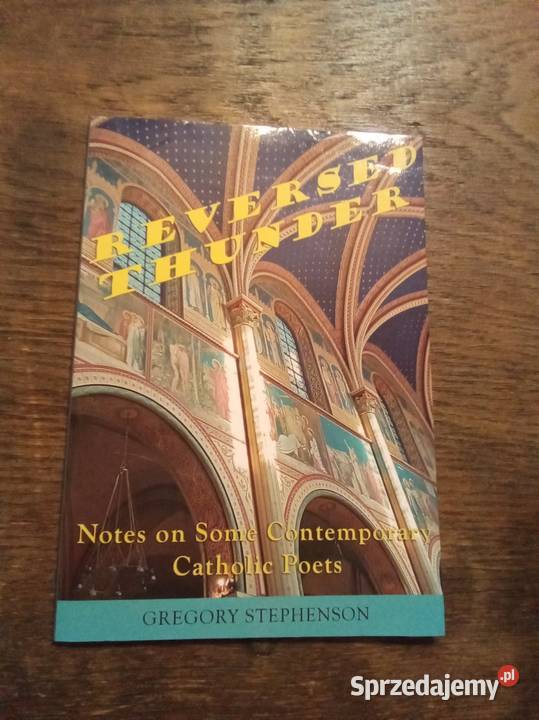 REVERSED
THUNDER
Notes on Some Contemporary
Catholic Poets
GREGORY STEPHENSON
Sprzedajemy.pl